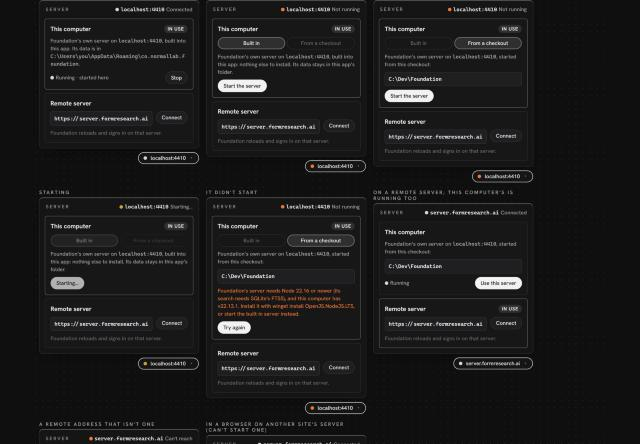 SERVER
localhost:4410 Connected
This computer
IN USE
Foundation's own server on localhost:4410, built into
this app. Its data is in
C:\Users\you\AppData\Roaming\co.normallab.f
oundation.
Running · started here
Stop
Remote server
https://server.formresearch.ai
Connect
Foundation reloads and signs in on that server.
localhost:4410
SERVER
localhost:4410 Not running
This computer
IN USE
Built in
From a checkout
Foundation's own server on localhost:4410, built into
this app: nothing else to install. Its data stays in this app's
folder.
Start the server
Remote server
https://server.formresearch.ai
Connect
Foundation reloads and signs in on that server.
localhost:4410
SERVER
localhost:4410 Not running
This computer
IN USE
Built in
From a checkout
Foundation's own server on localhost:4410, started
from this checkout:
C:\Dev\Foundation
Start the server
Remote server
https://server.formresearch.ai
Connect
Foundation reloads and signs in on that server.
localhost:4410
STARTING
SERVER
localhost:4410 Starting…
This computer
IN USE
Built in
From a checkout
Foundation's own server on localhost:4410, built into
this app: nothing else to install. Its data stays in this app's
folder.
Starting…
Remote server
https://server.formresearch.ai
Connect
Foundation reloads and signs in on that server.
localhost:4410
IT DIDN'T START
SERVER
localhost:4410 Not running
This computer
IN USE
Built in
From a checkout
Foundation's own server on localhost:4410, started
from this checkout:
C:\Dev\Foundation
Foundation's server needs Node 22.16 or newer (its
search needs SQLite's FTS5), and this computer has
v22.13.1. Install it with winget install OpenJS.NodeJS.LTS,
or start the built-in server instead.
Try again
Remote server
https://server.formresearch.ai
Connect
Foundation reloads and signs in on that server.
localhost:4410
ON A REMOTE SERVER, THIS COMPUTER'S IS
RUNNING TOO
SERVER
server.formresearch.ai Connected
This computer
Foundation's own server on localhost:4410, started
from this checkout:
C:\Dev\Foundation
Running
Use this server
Remote server
IN USE
https://server.formresearch.ai
Connect
Foundation reloads and signs in on that server.
server.formresearch.ai
A REMOTE ADDRESS THAT ISN'T ONE
SERVER
server.formresearch.ai Can't reach
IN A BROWSER ON ANOTHER SITE'S SERVER
(CAN'T START ONE)